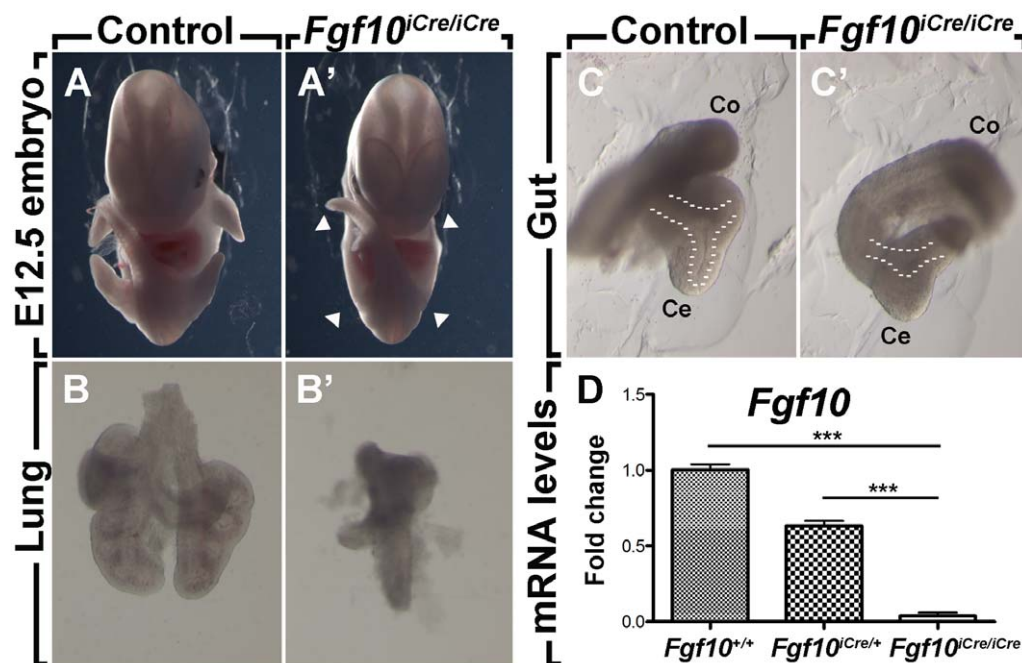 Control
Fgf10iCre/iCre
Control
Fgf10iCre/iCre
E12.5 embryo
A
A'
Gut
C
Co
Ce
C'
Co
Ce
Lung
B
B'
mRNA levels
D
Fgf10
***
***
Fold change
1.5
1.0
0.5
0.0
Fgf10+/+
Fgf10iCre/+
Fgf10iCre/iCre